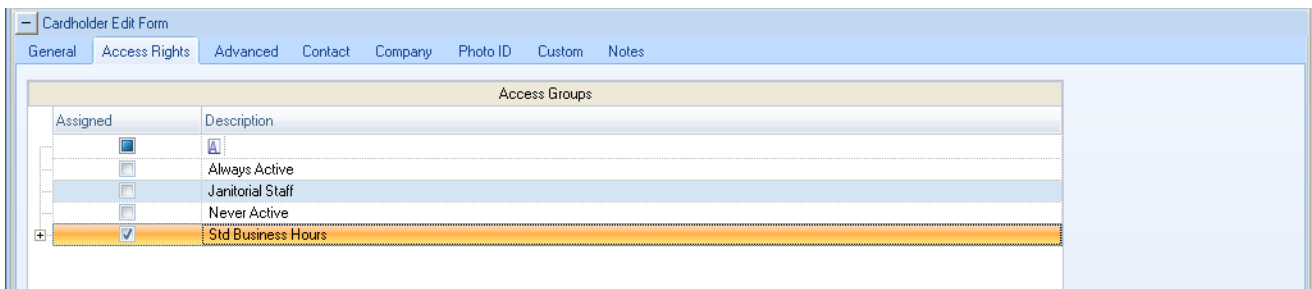 Cardholder Edit Form
General Access Rights Advanced Contact Company Photo ID Custom Notes
Access Groups
Assigned Description
A
Always Active
Janitorial Staff
Never Active
Std Business Hours